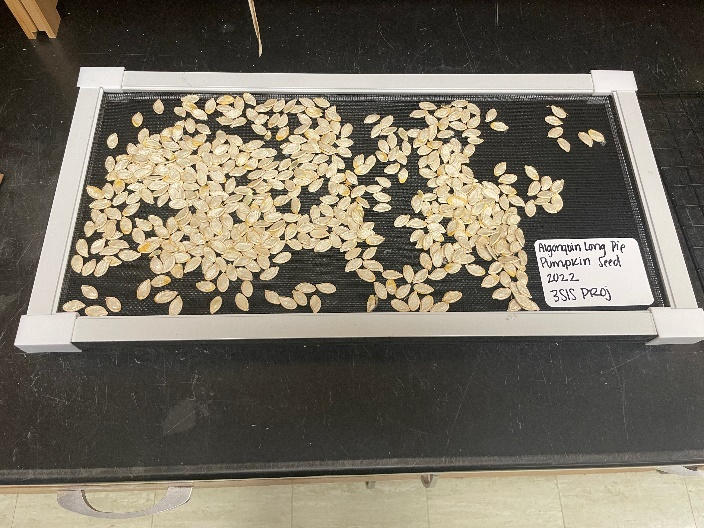 Algonquin Long Pie
Pumpkin Seed
2022
3SIS PROJ